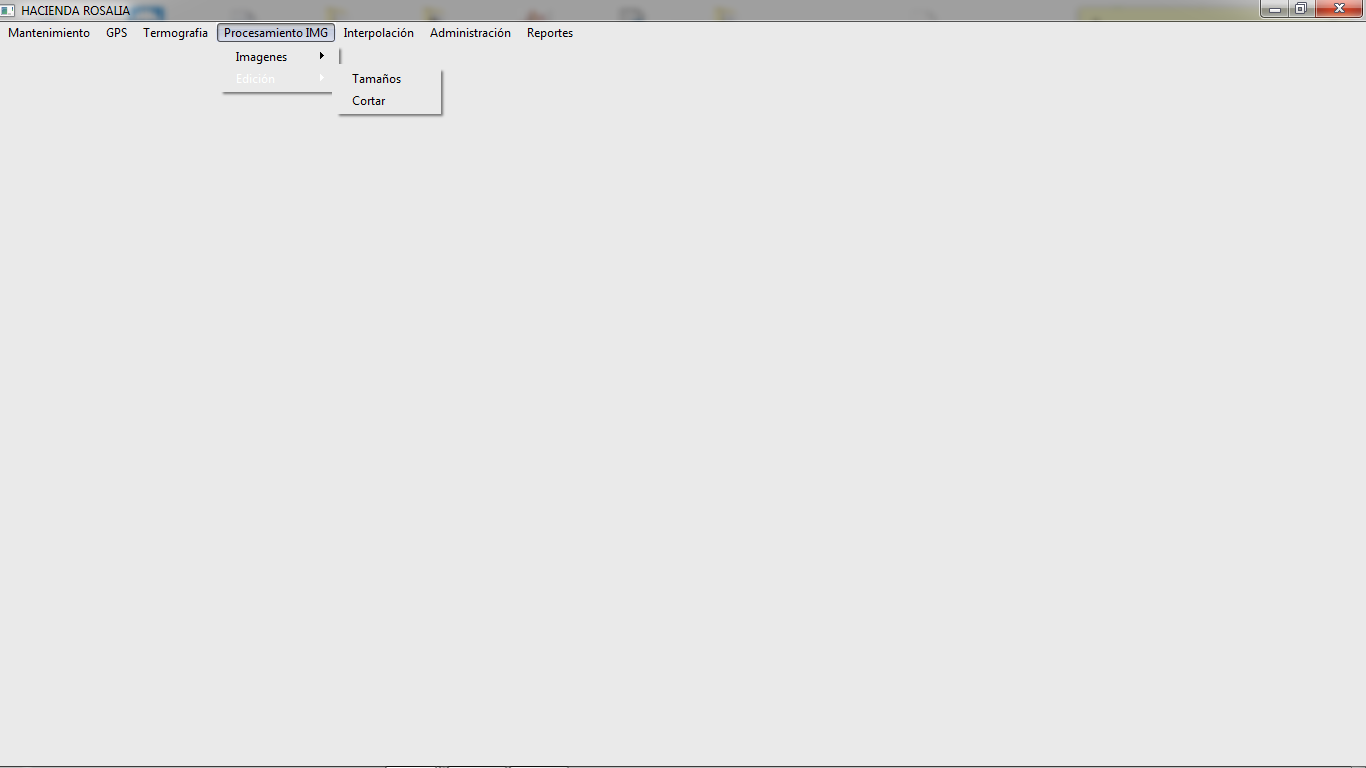 HACIENDA ROSALIA
Mantenimiento GPS Termografia Procesamiento IMG Interpolación Administración Reportes
Imagenes
Edición Tamaños
Cortar